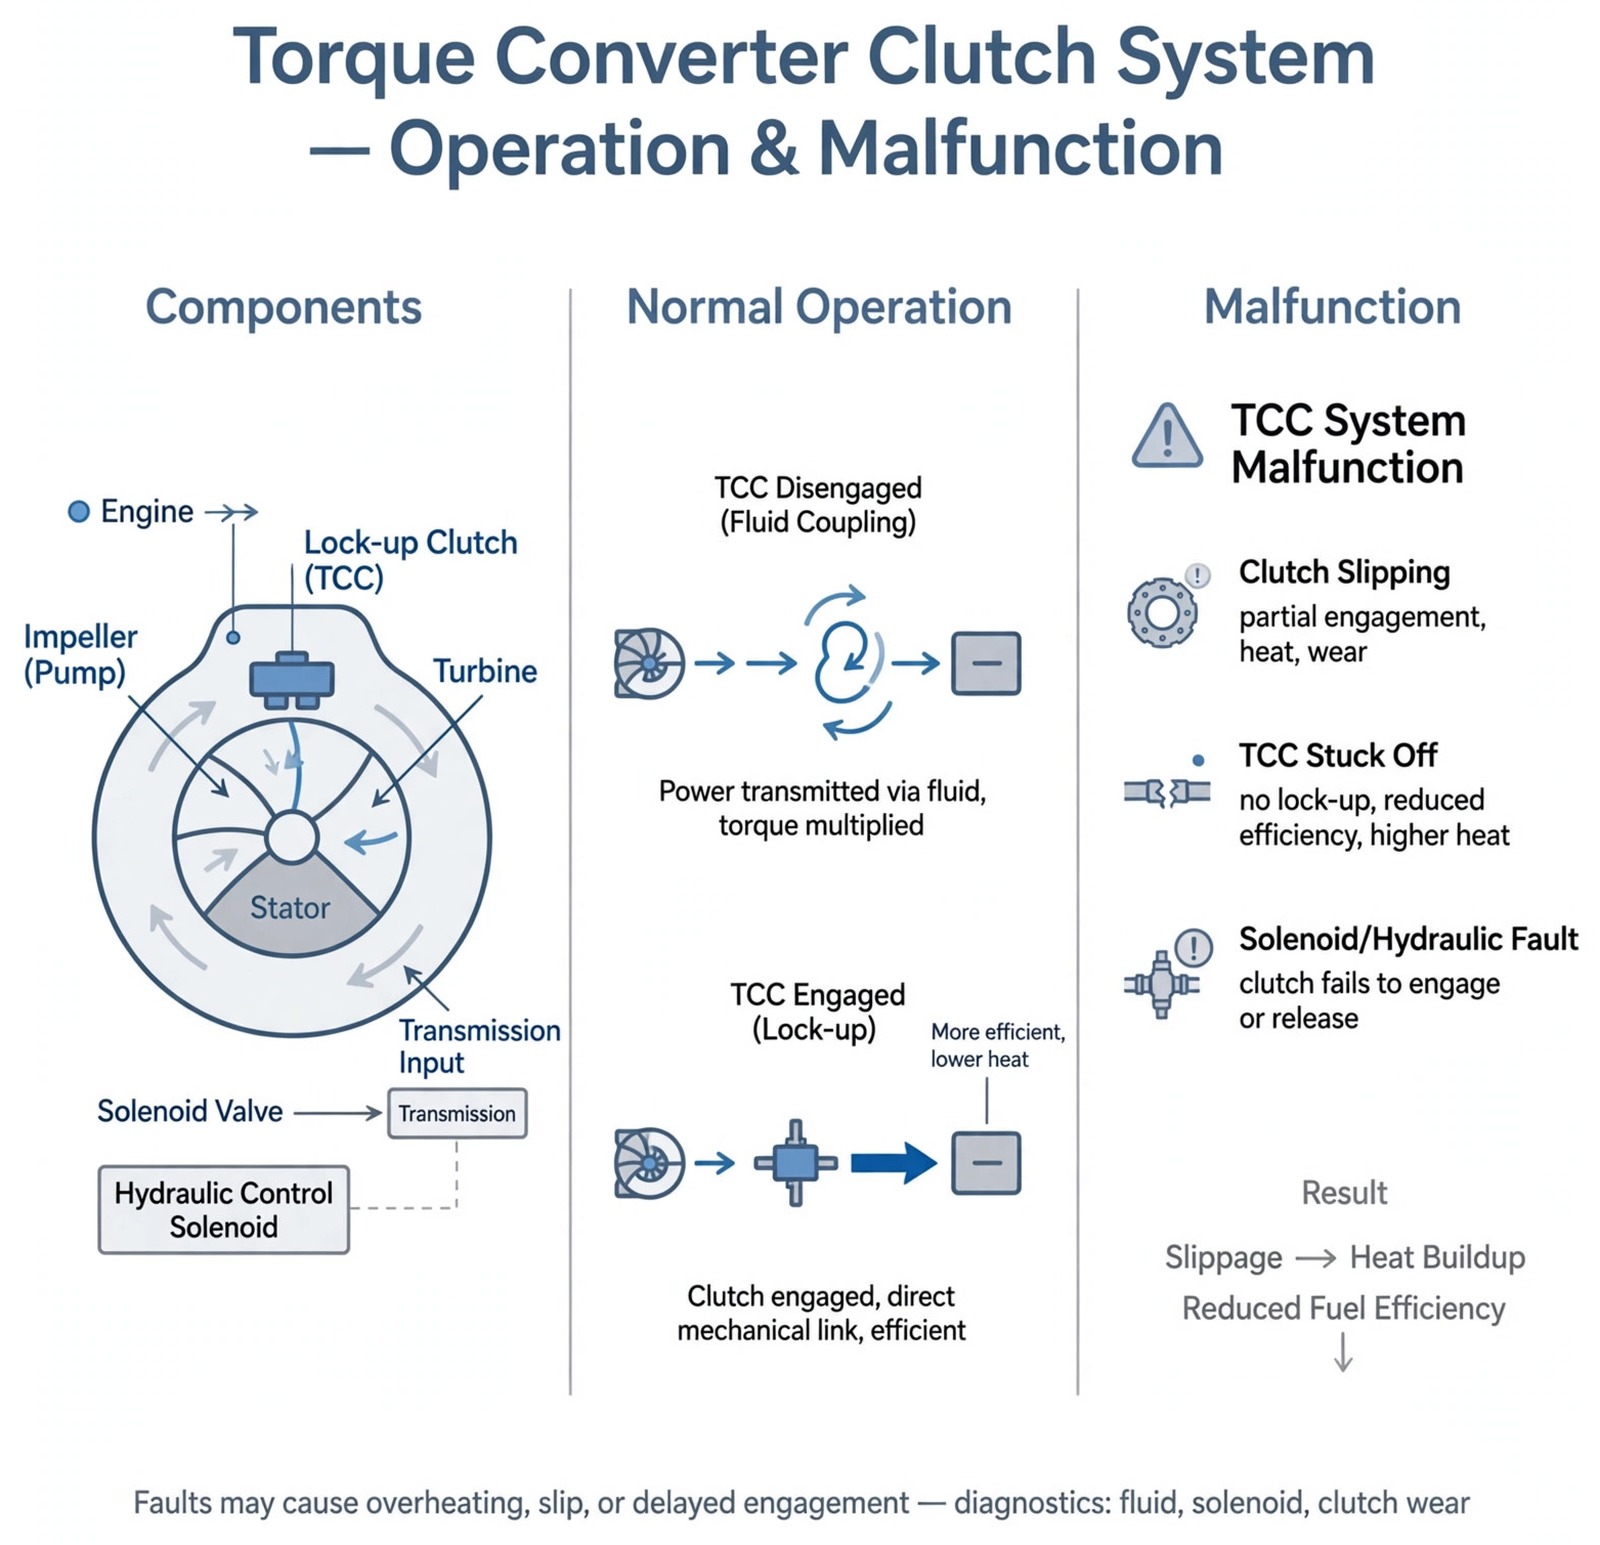 Torque Converter Clutch System
— Operation & Malfunction
Components
Engine
Lock-up Clutch
(TCC)
Impeller
(Pump)
Turbine
Stator
Transmission
Input
Solenoid Valve
Transmission
Hydraulic Control
Solenoid
Normal Operation
TCC Disengaged
(Fluid Coupling)
Power transmitted via fluid,
torque multiplied
TCC Engaged
(Lock-up)
More efficient,
lower heat
Clutch engaged, direct
mechanical link, efficient
Malfunction
TCC System
Malfunction
Clutch Slipping
partial engagement,
heat, wear
TCC Stuck Off
no lock-up, reduced
efficiency, higher heat
Solenoid/Hydraulic Fault
clutch fails to engage
or release
Result
Slippage → Heat Buildup
Reduced Fuel Efficiency
Faults may cause overheating, slip, or delayed engagement — diagnostics: fluid, solenoid, clutch wear